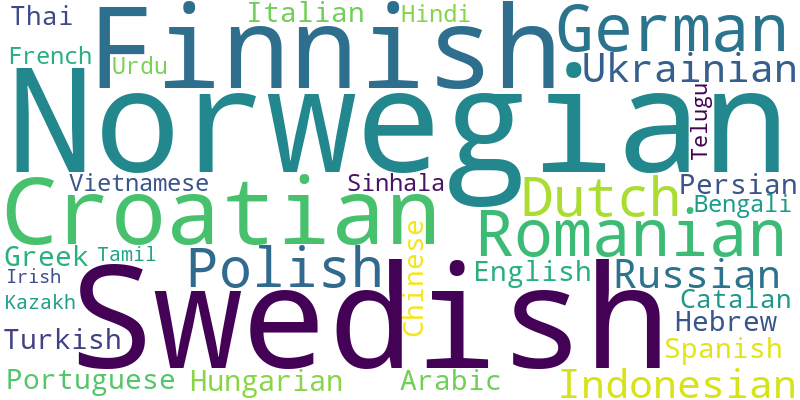 Thai
Finnish
Italian
Hindi
German
French
Urdu
Ukrainian
Norwegian
Telugu
Vietnamese
Sinhala
Croatian
Dutch
Persian
Bengali
Romanian
Greek
Tamil
Polish
Chinese
English
Russian
Irish
Swedish
Kazakh
Catalan
Hebrew
Turkish
Spanish
Portuguese
Hungarian
Arabic
Indonesian